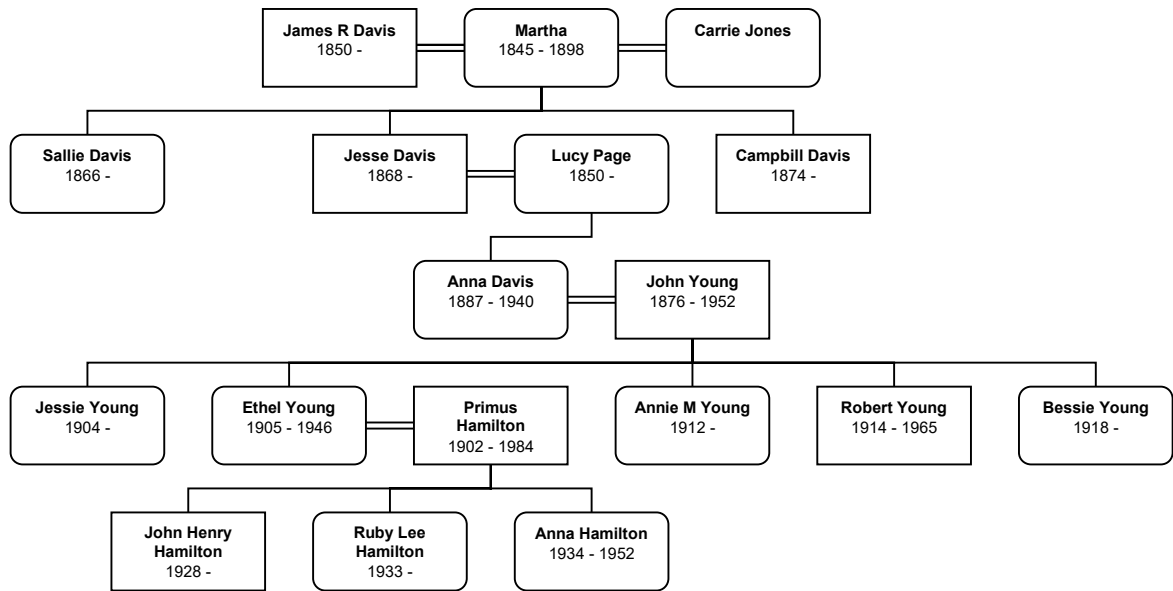 James R Davis
1850 -
Martha
1845 - 1898
Carrie Jones
Sallie Davis
1866 -
Jesse Davis
1868 -
Lucy Page
1850 -
Campbill Davis
1874 -
Anna Davis
1887 - 1940
John Young
1876 - 1952
Jessie Young
1904 -
Ethel Young
1905 - 1946
Primus
Hamilton
1902 - 1984
Annie M Young
1912 -
Robert Young
1914 - 1965
Bessie Young
1918 -
John Henry
Hamilton
1928 -
Ruby Lee
Hamilton
1933 -
Anna Hamilton
1934 - 1952